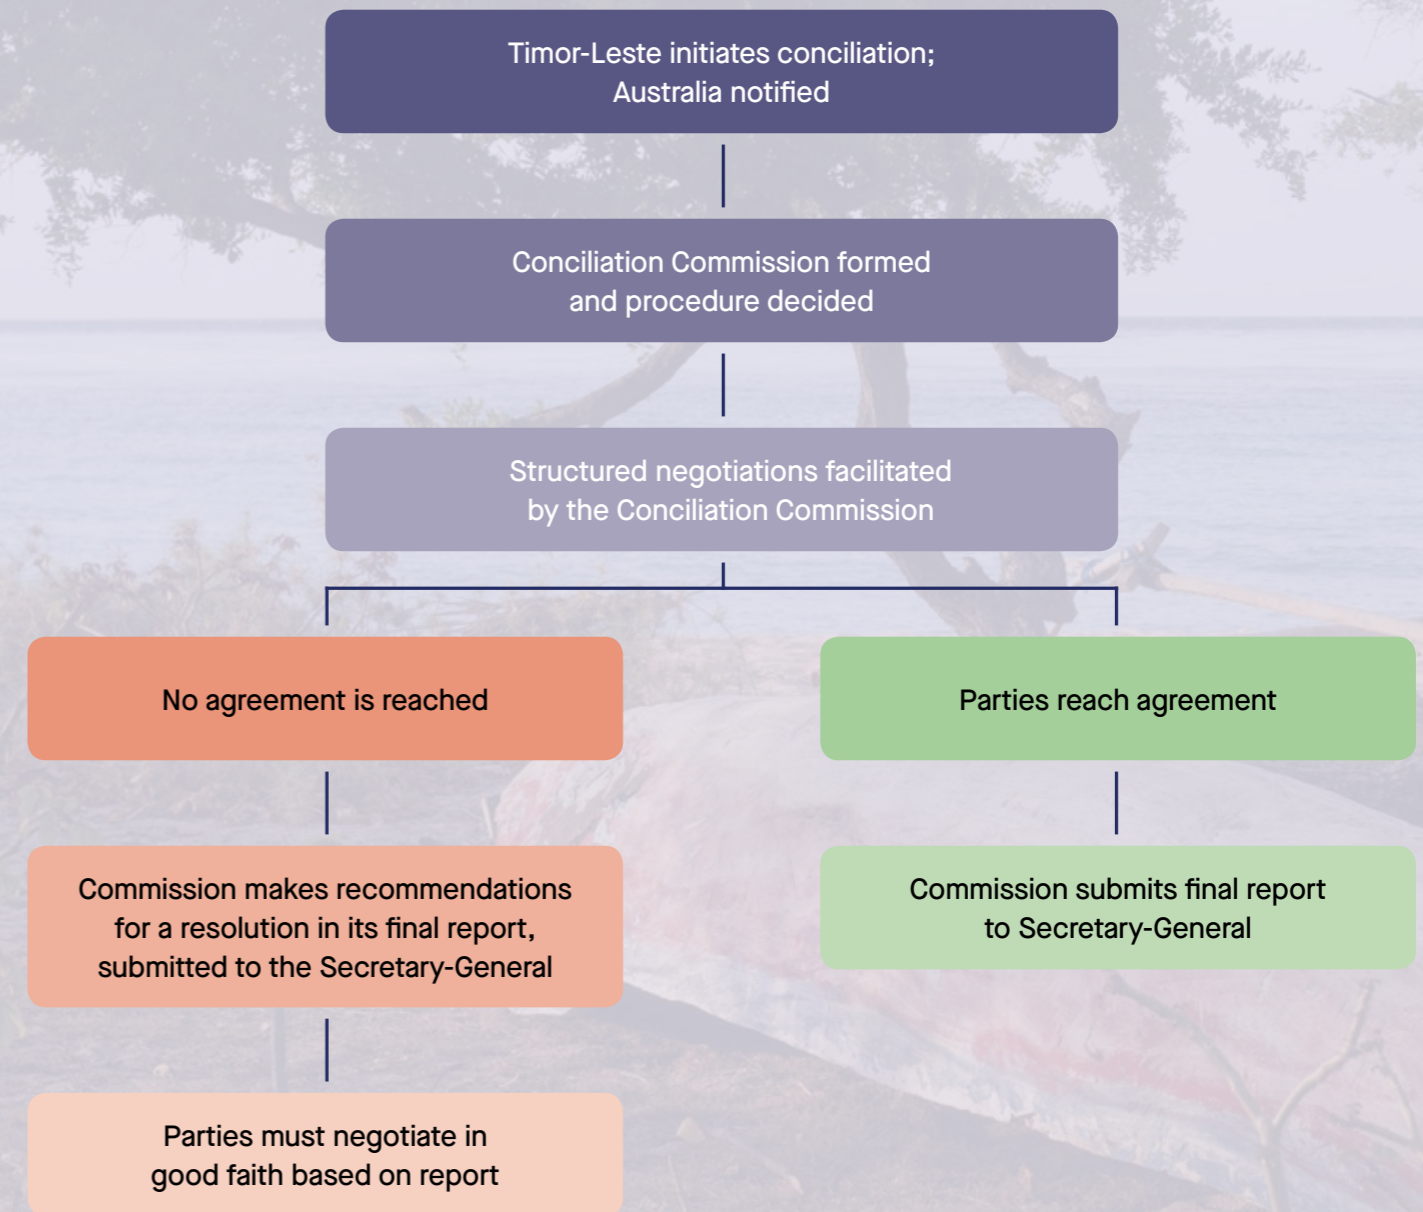 Timor-Leste initiates conciliation;
Australia notified
Conciliation Commission formed
and procedure decided
Structured negotiations facilitated
by the Conciliation Commission
No agreement is reached
Parties reach agreement
Commission makes recommendations
for a resolution in its final report,
submitted to the Secretary-General
Commission submits final report
to Secretary-General
Parties must negotiate in
good faith based on report